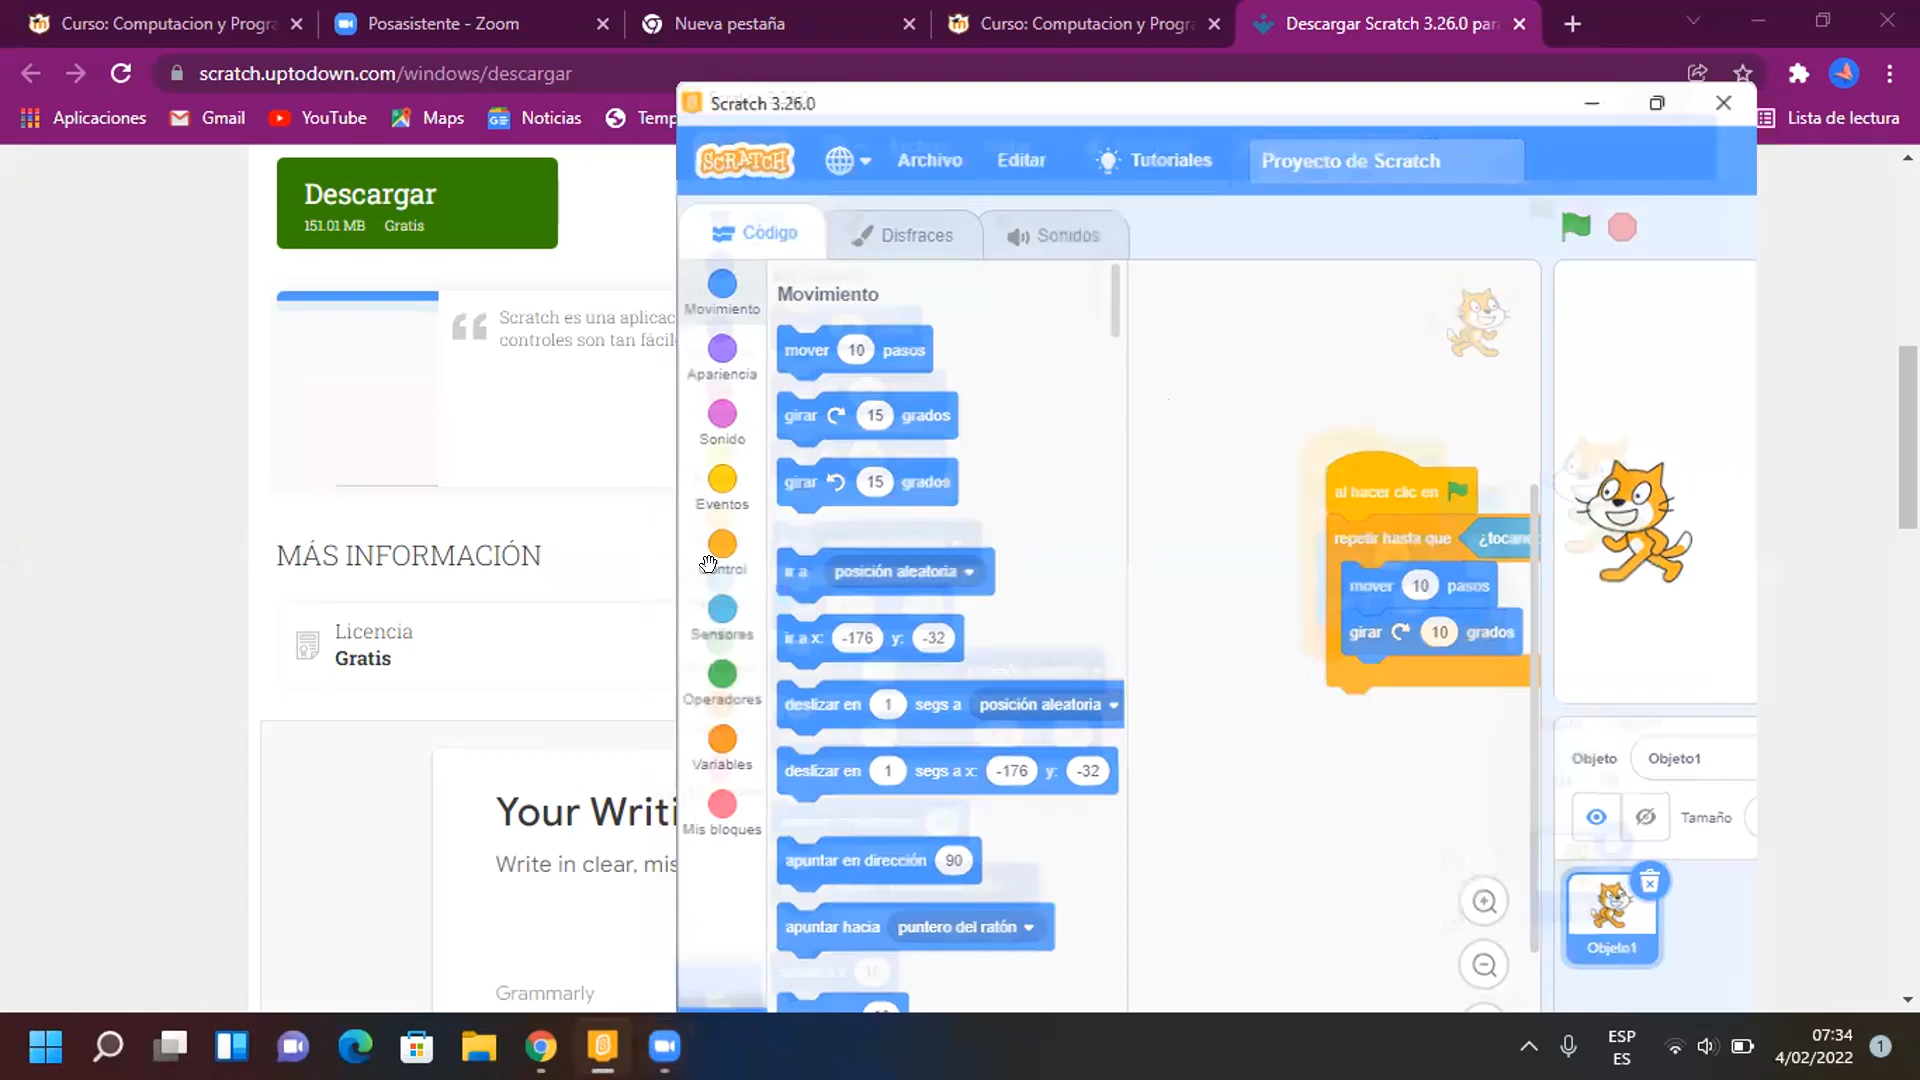 Curso: Computacion y Progra
Posasistente - Zoom
Nueva pestaña
Curso: Computacion y Progra
Descargar Scratch 3.26.0 par
scratch.uptodown.com/windows/descargar
Aplicaciones
Gmail
YouTube
Maps
Noticias
Temp
Lista de lectura
Scratch 3.26.0
SCRATCH
Archivo
Editar
Tutoriales
Proyecto de Scratch
Descargar
151.01 MB Gratis
Scratch es una aplicac
controles son tan fácil
MÁS INFORMACIÓN
Licencia
Gratis
Your Writi
Write in clear, mis
Grammarly
Código
Disfraces
Sonidos
Movimiento
Apariencia
Sonido
Eventos
Control
Sensores
Operadores
Variables
Mis bloques
Movimiento
mover 10 pasos
girar 15 grados
girar 15 grados
ir a posición aleatoria
ir a x: -176 y: -32
deslizar en 1 segs a posición aleatoria
deslizar en 1 segs a x: -176 y: -32
apuntar en dirección 90
apuntar hacia puntero del ratón
al hacer clic en
repetir hasta que ¿tocand
mover 10 pasos
girar 10 grados
Objeto Objeto1
Tamaño
Objeto1
ESP
ES
07:34
4/02/2022
1